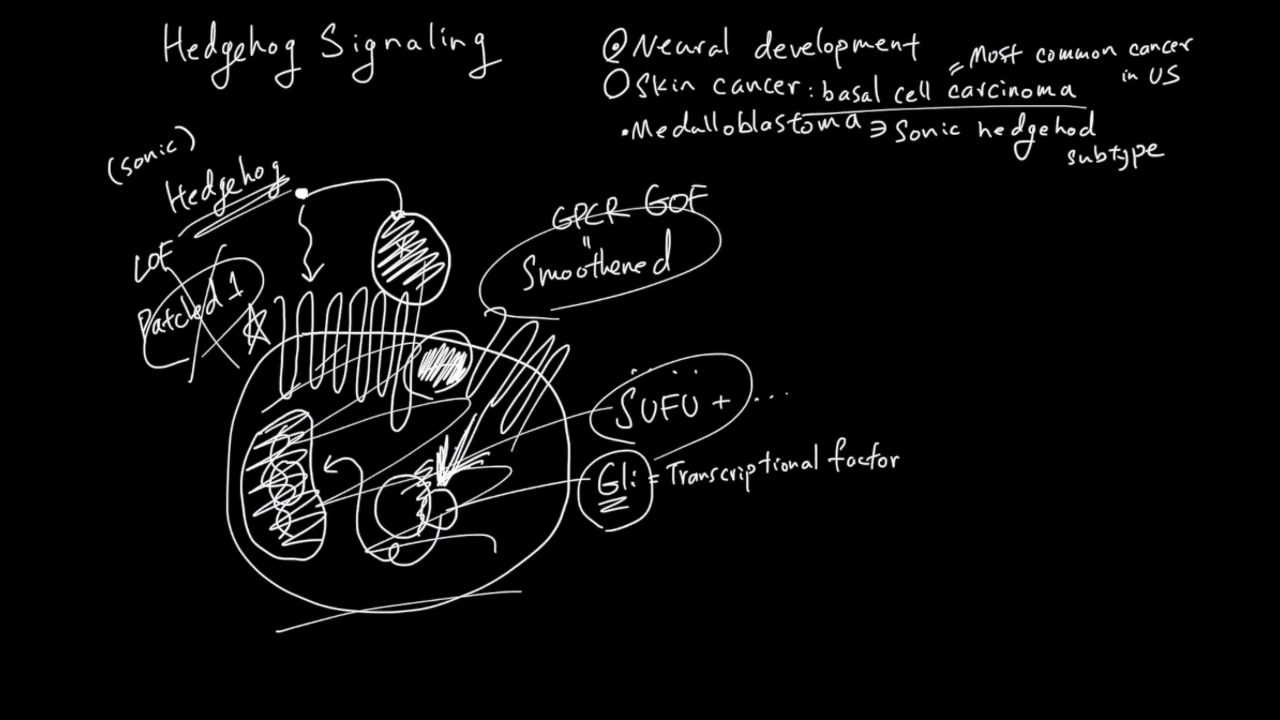 Hedgehog Signaling
Neural development
Skin cancer: basal cell carcinoma
= Most common cancer
in US
• Medalloblastoma ∋ Sonic hedgehod
subtype
(sonic)
Hedgehog
LOF
Patched 1
GPCR GOF
"
Smoothened
SUFU + ...
Gli = Transcriptional factor